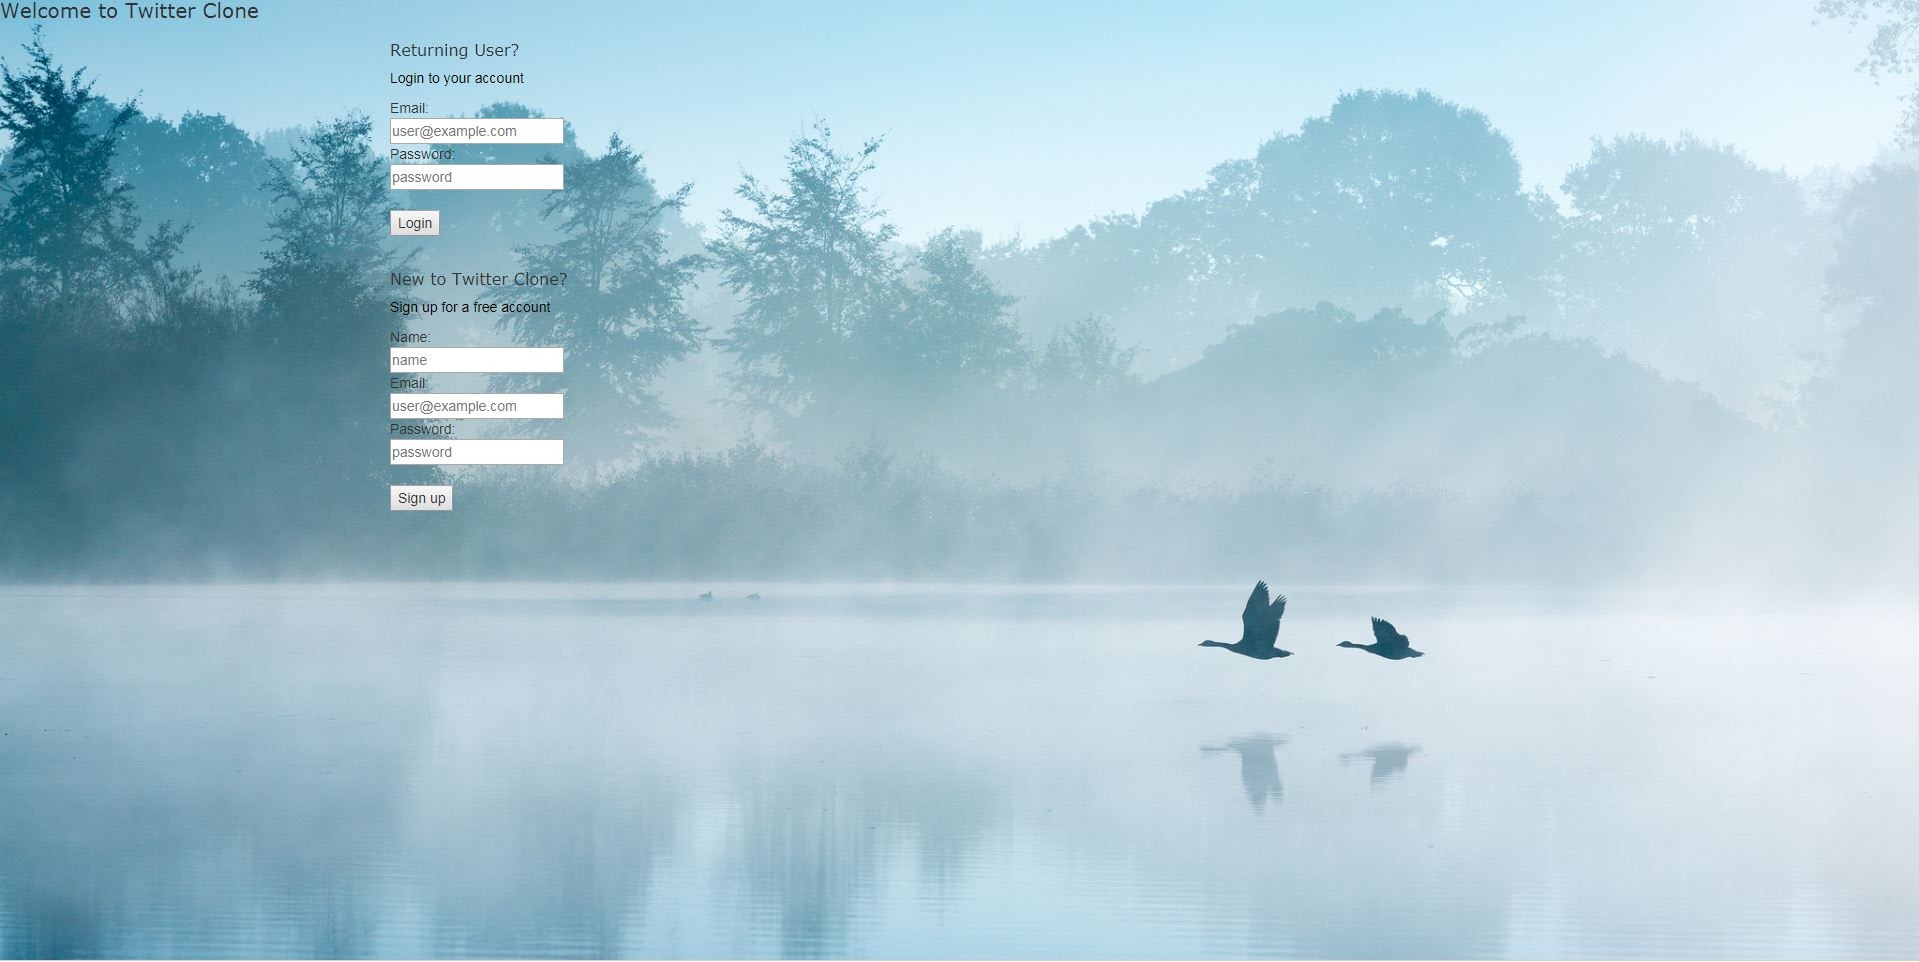 Welcome to Twitter Clone
Returning User?
Login to your account
Email:
user@example.com
Password:
password
Login
New to Twitter Clone?
Sign up for a free account
Name:
name
Email:
user@example.com
Password:
password
Sign up